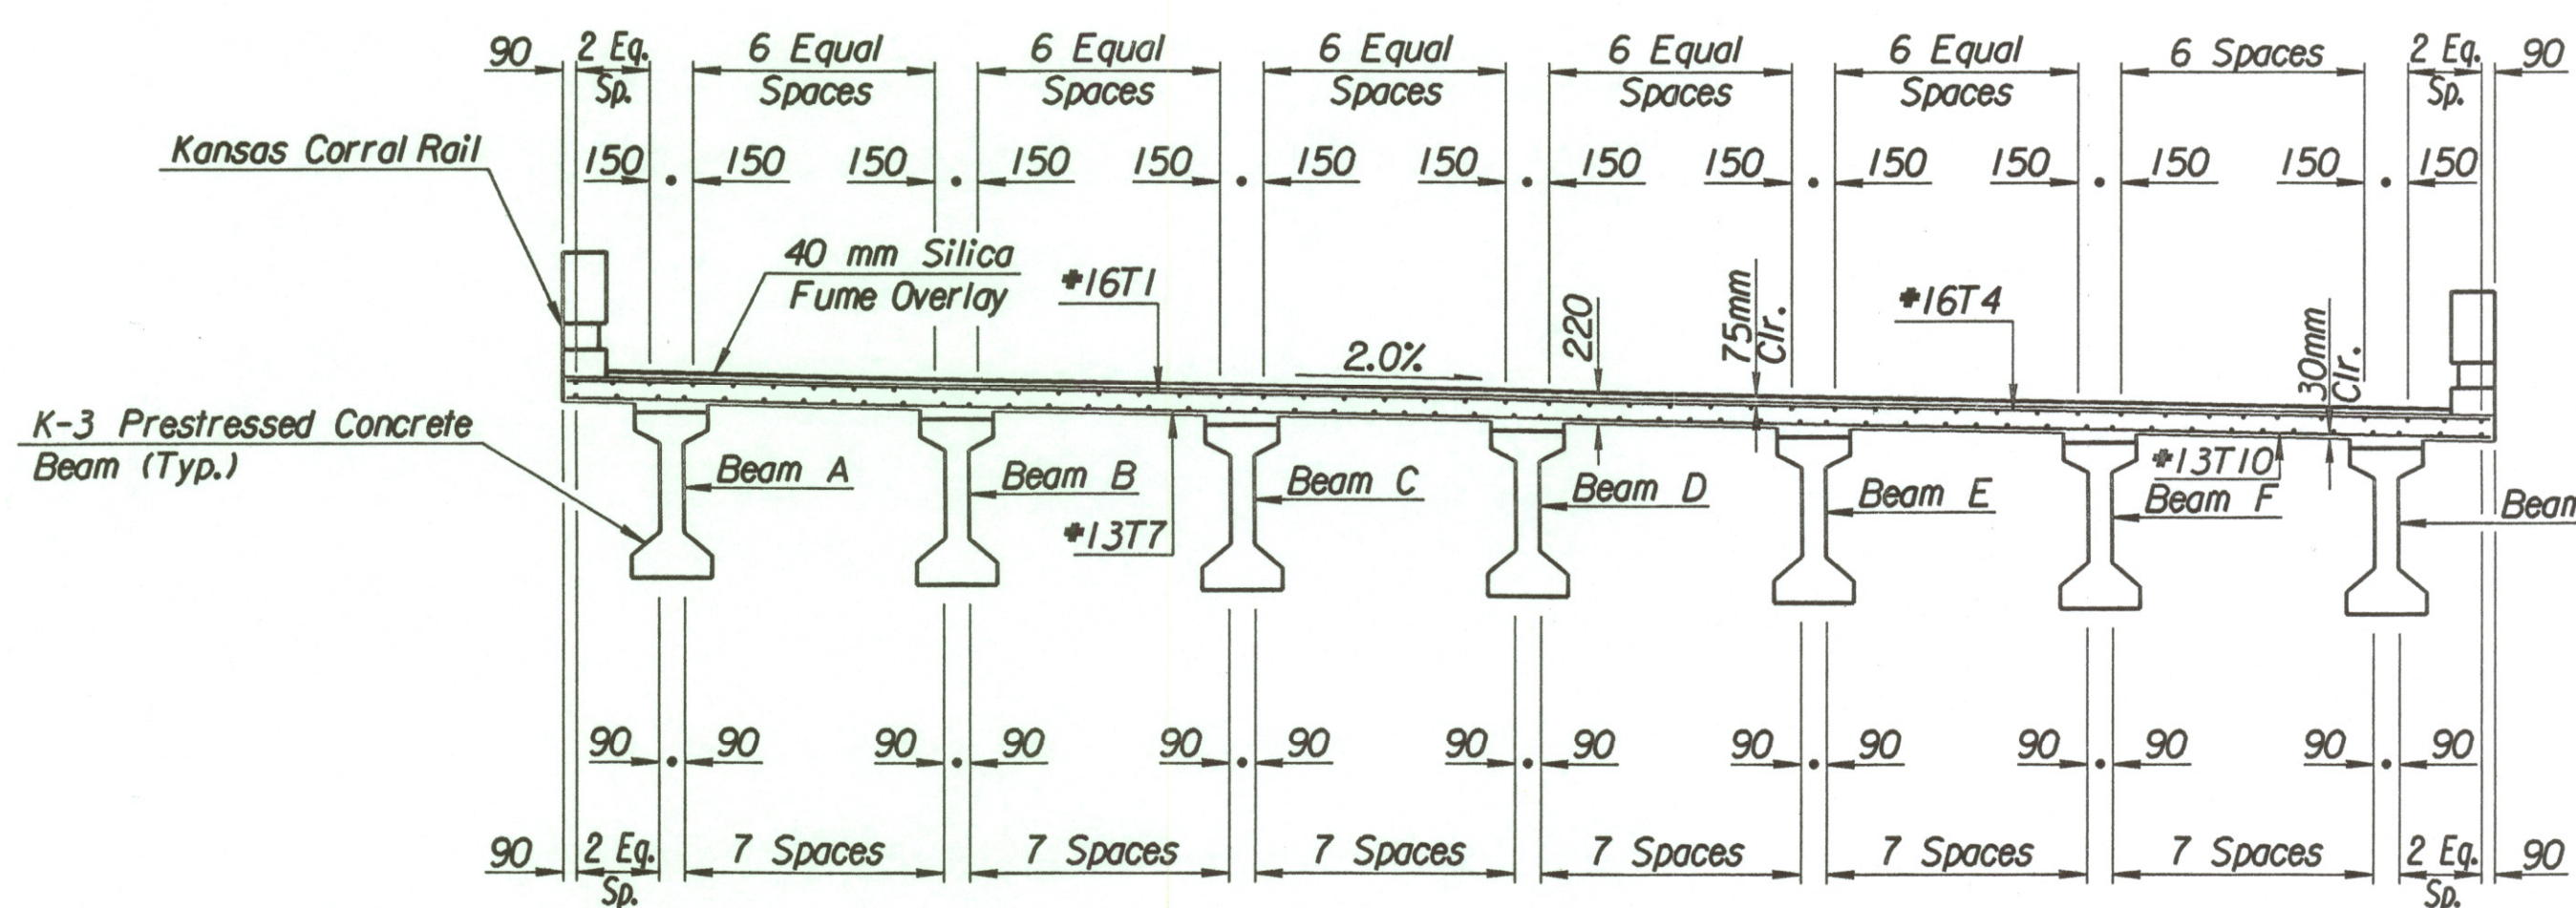 90 2 Eq. 6 Equal 6 Equal 6 Equal 6 Equal 6 Equal 6 Spaces 2 Eq. 90
Sp. Spaces Spaces Spaces Spaces Spaces Sp.
Kansas Corral Rail
150 150 150 150 150 150 150 150 150 150 150 150 150 150
40 mm Silica
Fume Overlay
#16T1
2.0%
220
75mm
Clr.
#16T4
30mm
Clr.
K-3 Prestressed Concrete
Beam (Typ.)
Beam A
Beam B
#13T7
Beam C
Beam D
Beam E
#13T10
Beam F
Beam
90 90 90 90 90 90 90 90 90 90 90 90 90 90
90 2 Eq. 7 Spaces 7 Spaces 7 Spaces 7 Spaces 7 Spaces 7 Spaces 2 Eq. 90
Sp. Sp.